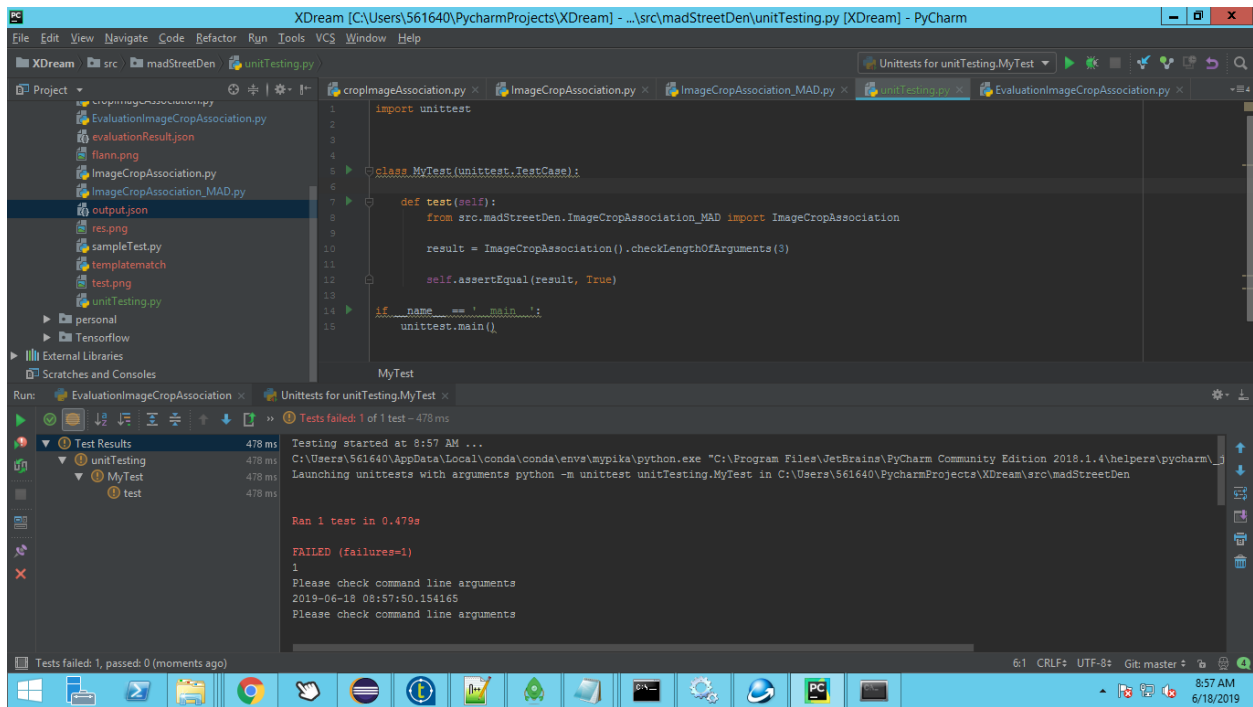 XDream [C:\Users\561640\PycharmProjects\XDream] - ...\src\madStreetDen\unitTesting.py [XDream] - PyCharm
File Edit View Navigate Code Refactor Run Tools VCS Window Help
XDream src madStreetDen unitTesting.py
Unittests for unitTesting.MyTest
Project
cropImageAssociation.py ImageCropAssociation.py ImageCropAssociation_MAD.py unitTesting.py EvaluationImageCropAssociation.py
cropImageAssociation.py
EvaluationImageCropAssociation.py
evaluationResult.json
flann.png
ImageCropAssociation.py
ImageCropAssociation_MAD.py
output.json
res.png
sampleTest.py
templatematch
test.png
unitTesting.py
personal
Tensorflow
External Libraries
Scratches and Consoles
1 import unittest
2
3
4
5 class MyTest(unittest.TestCase):
6
7 def test(self):
8 from src.madStreetDen.ImageCropAssociation_MAD import ImageCropAssociation
9
10 result = ImageCropAssociation().checkLengthOfArguments(3)
11
12 self.assertEqual(result, True)
13
14 if __name__ == '__main__':
15 unittest.main()
MyTest
Run: EvaluationImageCropAssociation Unittests for unitTesting.MyTest
Tests failed: 1 of 1 test – 478 ms
Test Results 478 ms
unitTesting 478 ms
MyTest 478 ms
test 478 ms
Testing started at 8:57 AM ...
C:\Users\561640\AppData\Local\conda\conda\envs\mypika\python.exe "C:\Program Files\JetBrains\PyCharm Community Edition 2018.1.4\helpers\pycharm\_j
Launching unittests with arguments python -m unittest unitTesting.MyTest in C:\Users\561640\PycharmProjects\XDream\src\madStreetDen
Ran 1 test in 0.479s
FAILED (failures=1)
1
Please check command line arguments
2019-06-18 08:57:50.154165
Please check command line arguments
Tests failed: 1, passed: 0 (moments ago)
6:1 CRLF UTF-8 Git: master 4
8:57 AM
6/18/2019